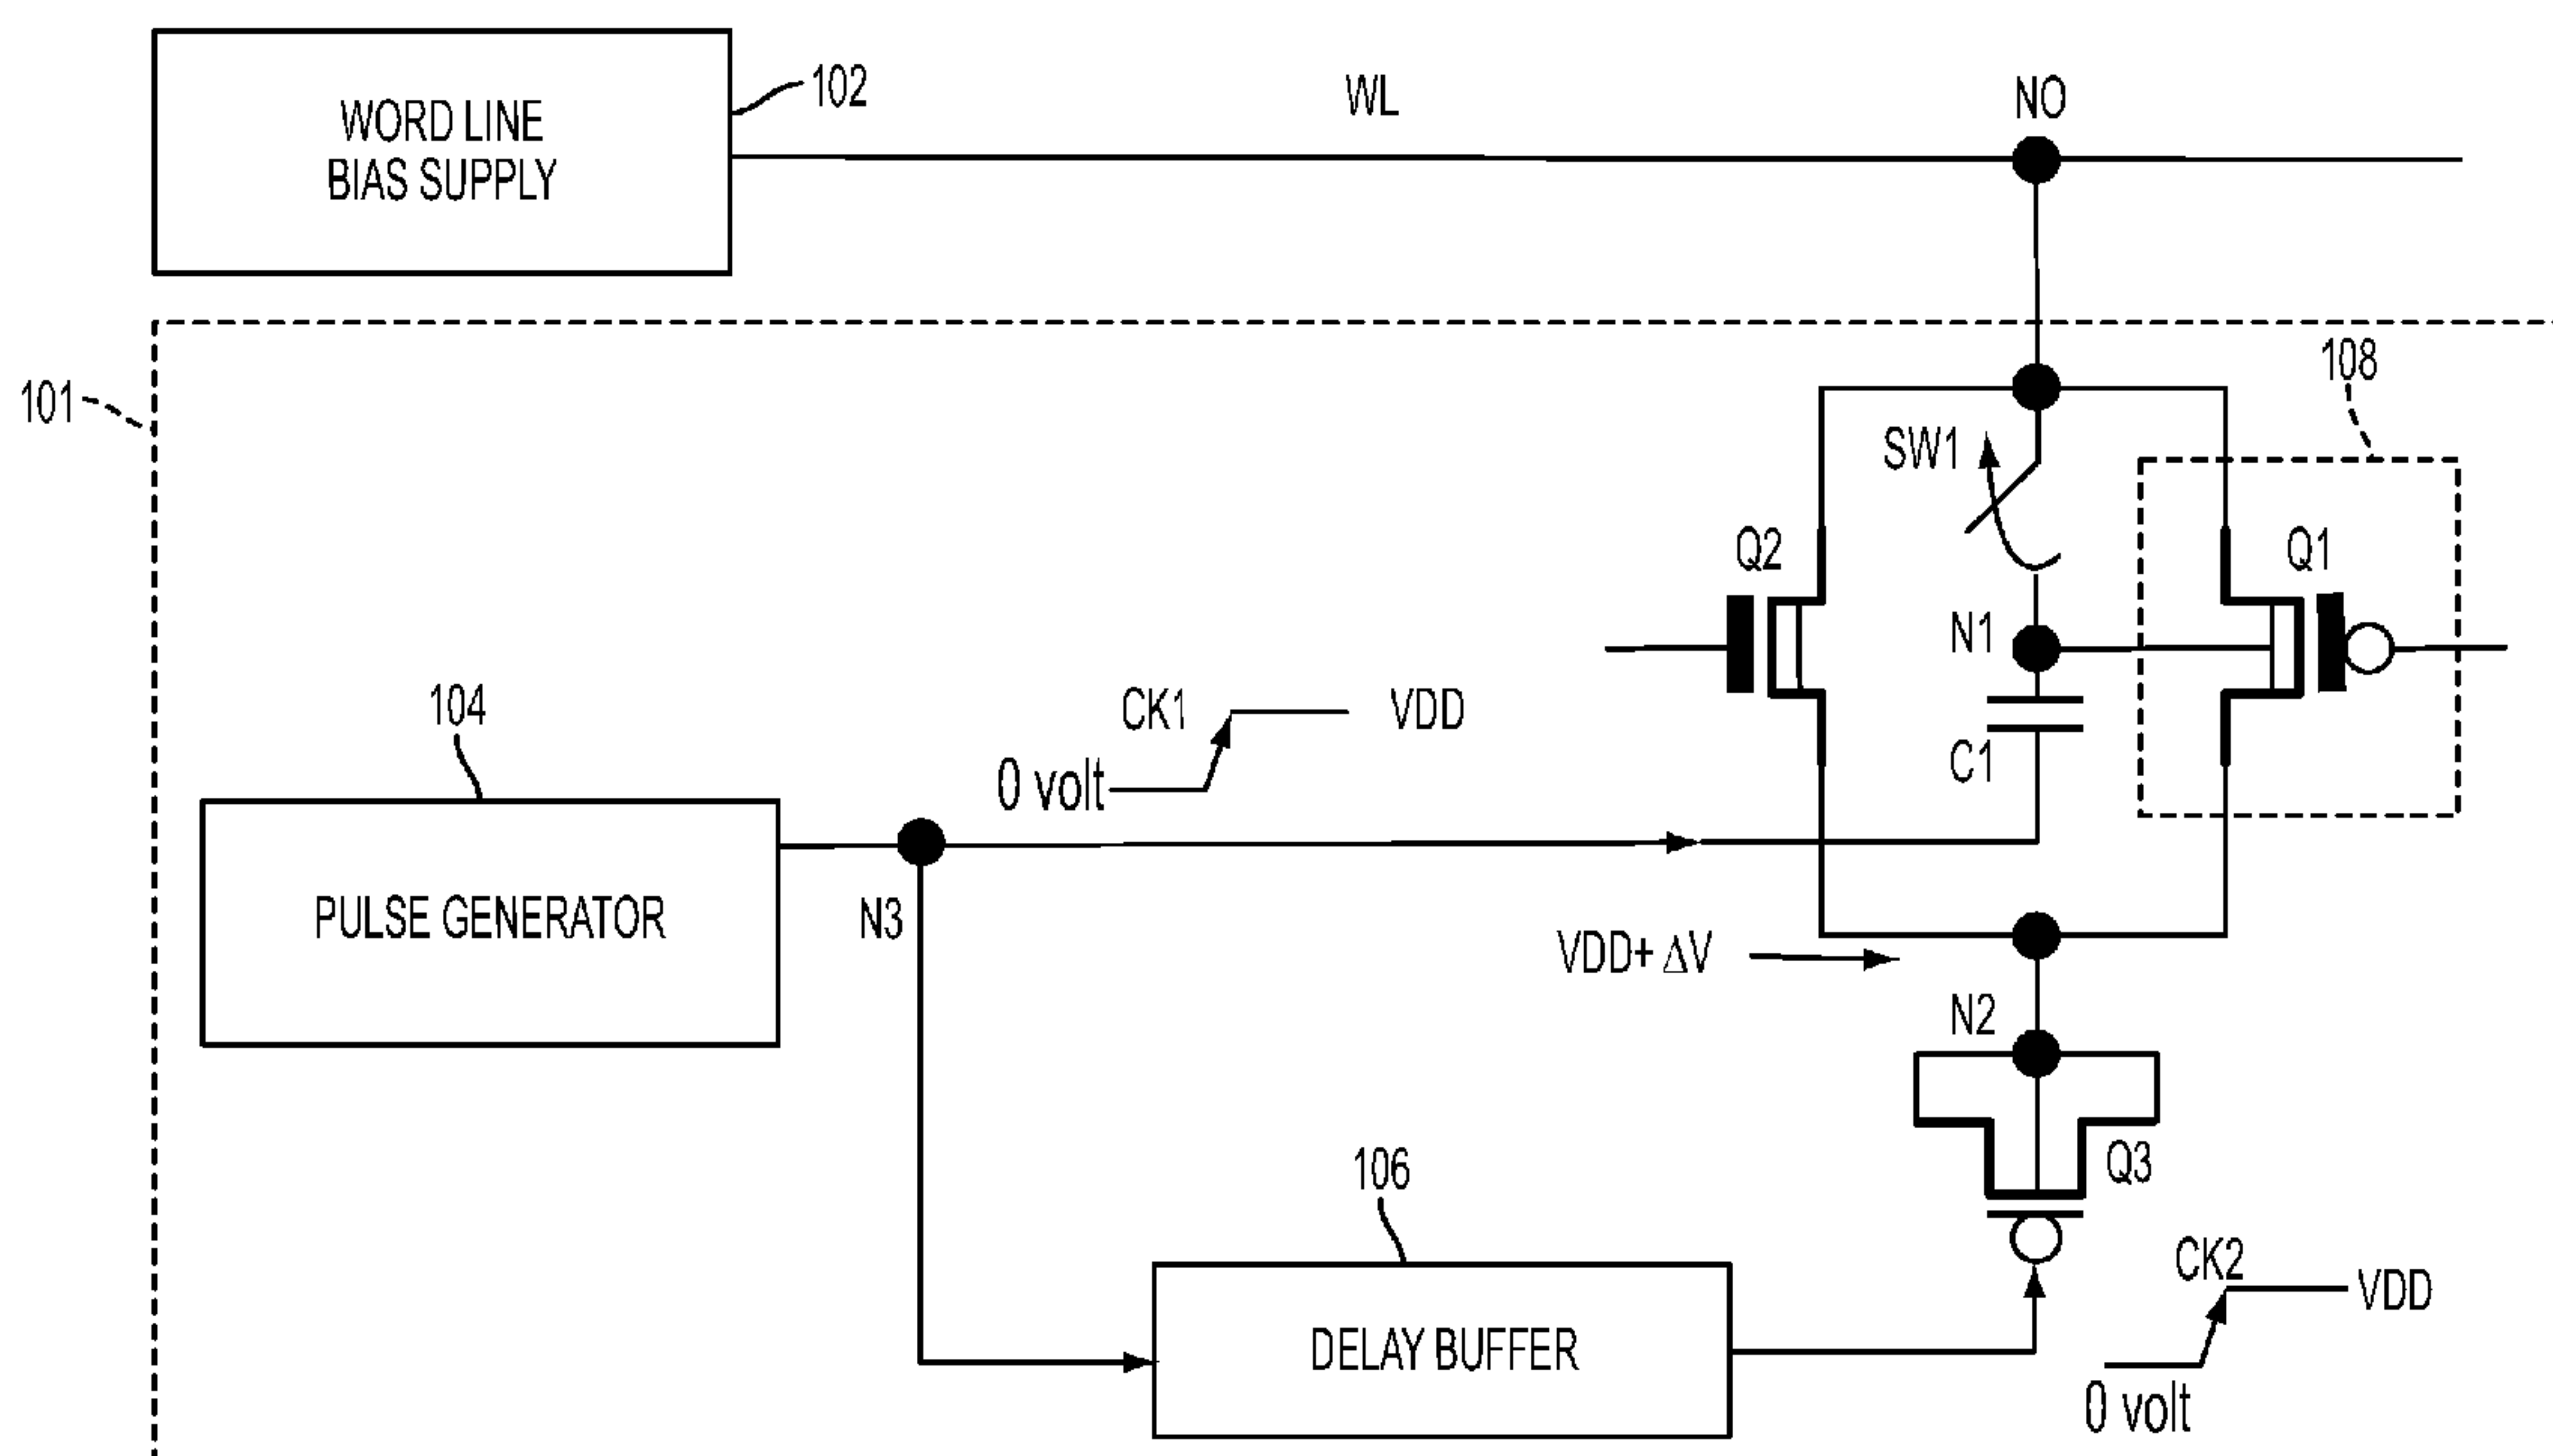 WORD LINE
BIAS SUPPLY
102
WL
NO
101
108
SW1
Q2
Q1
N1
104
CK1
VDD
0 volt
C1
PULSE GENERATOR
N3
VDD+ ΔV
N2
106
Q3
CK2
VDD
DELAY BUFFER
0 volt